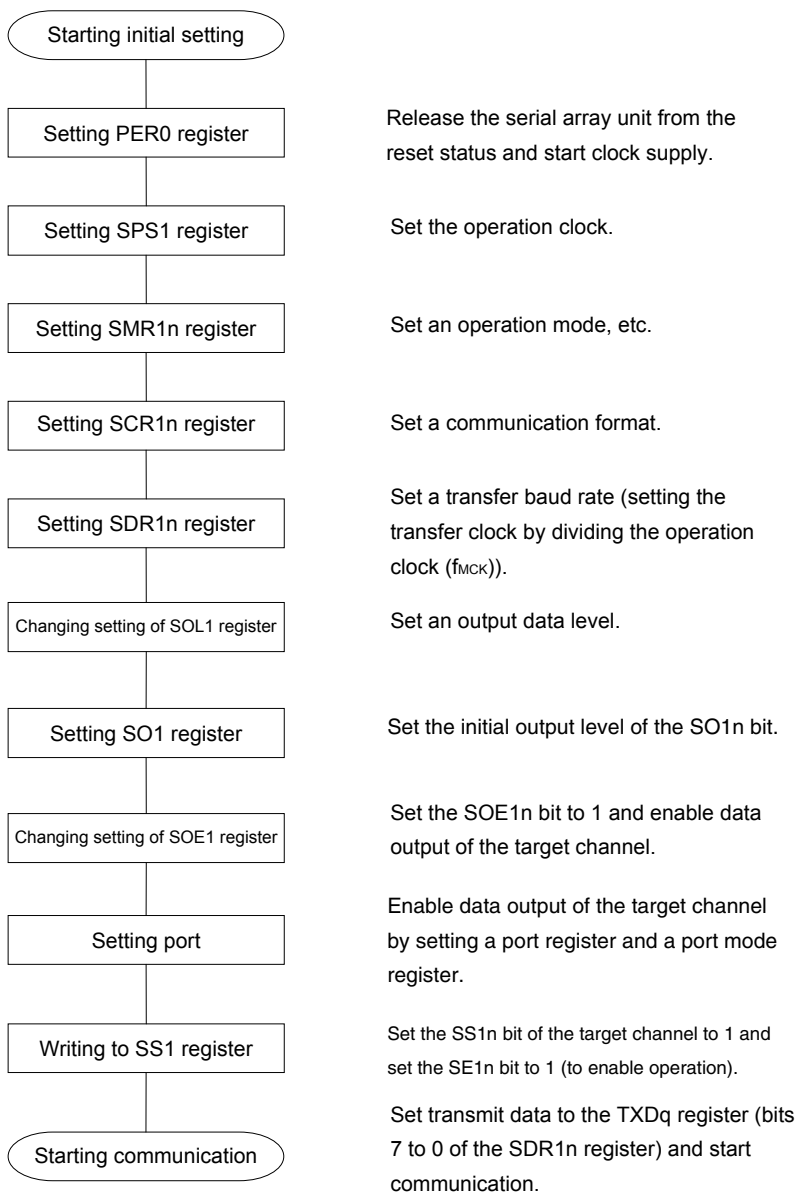 Starting initial setting
Setting PER0 register
Release the serial array unit from the
reset status and start clock supply.
Setting SPS1 register
Set the operation clock.
Setting SMR1n register
Set an operation mode, etc.
Setting SCR1n register
Set a communication format.
Setting SDR1n register
Set a transfer baud rate (setting the
transfer clock by dividing the operation
clock (fMCK)).
Changing setting of SOL1 register
Set an output data level.
Setting SO1 register
Set the initial output level of the SO1n bit.
Changing setting of SOE1 register
Set the SOE1n bit to 1 and enable data
output of the target channel.
Setting port
Enable data output of the target channel
by setting a port register and a port mode
register.
Writing to SS1 register
Set the SS1n bit of the target channel to 1 and
set the SE1n bit to 1 (to enable operation).
Starting communication
Set transmit data to the TXDq register (bits
7 to 0 of the SDR1n register) and start
communication.